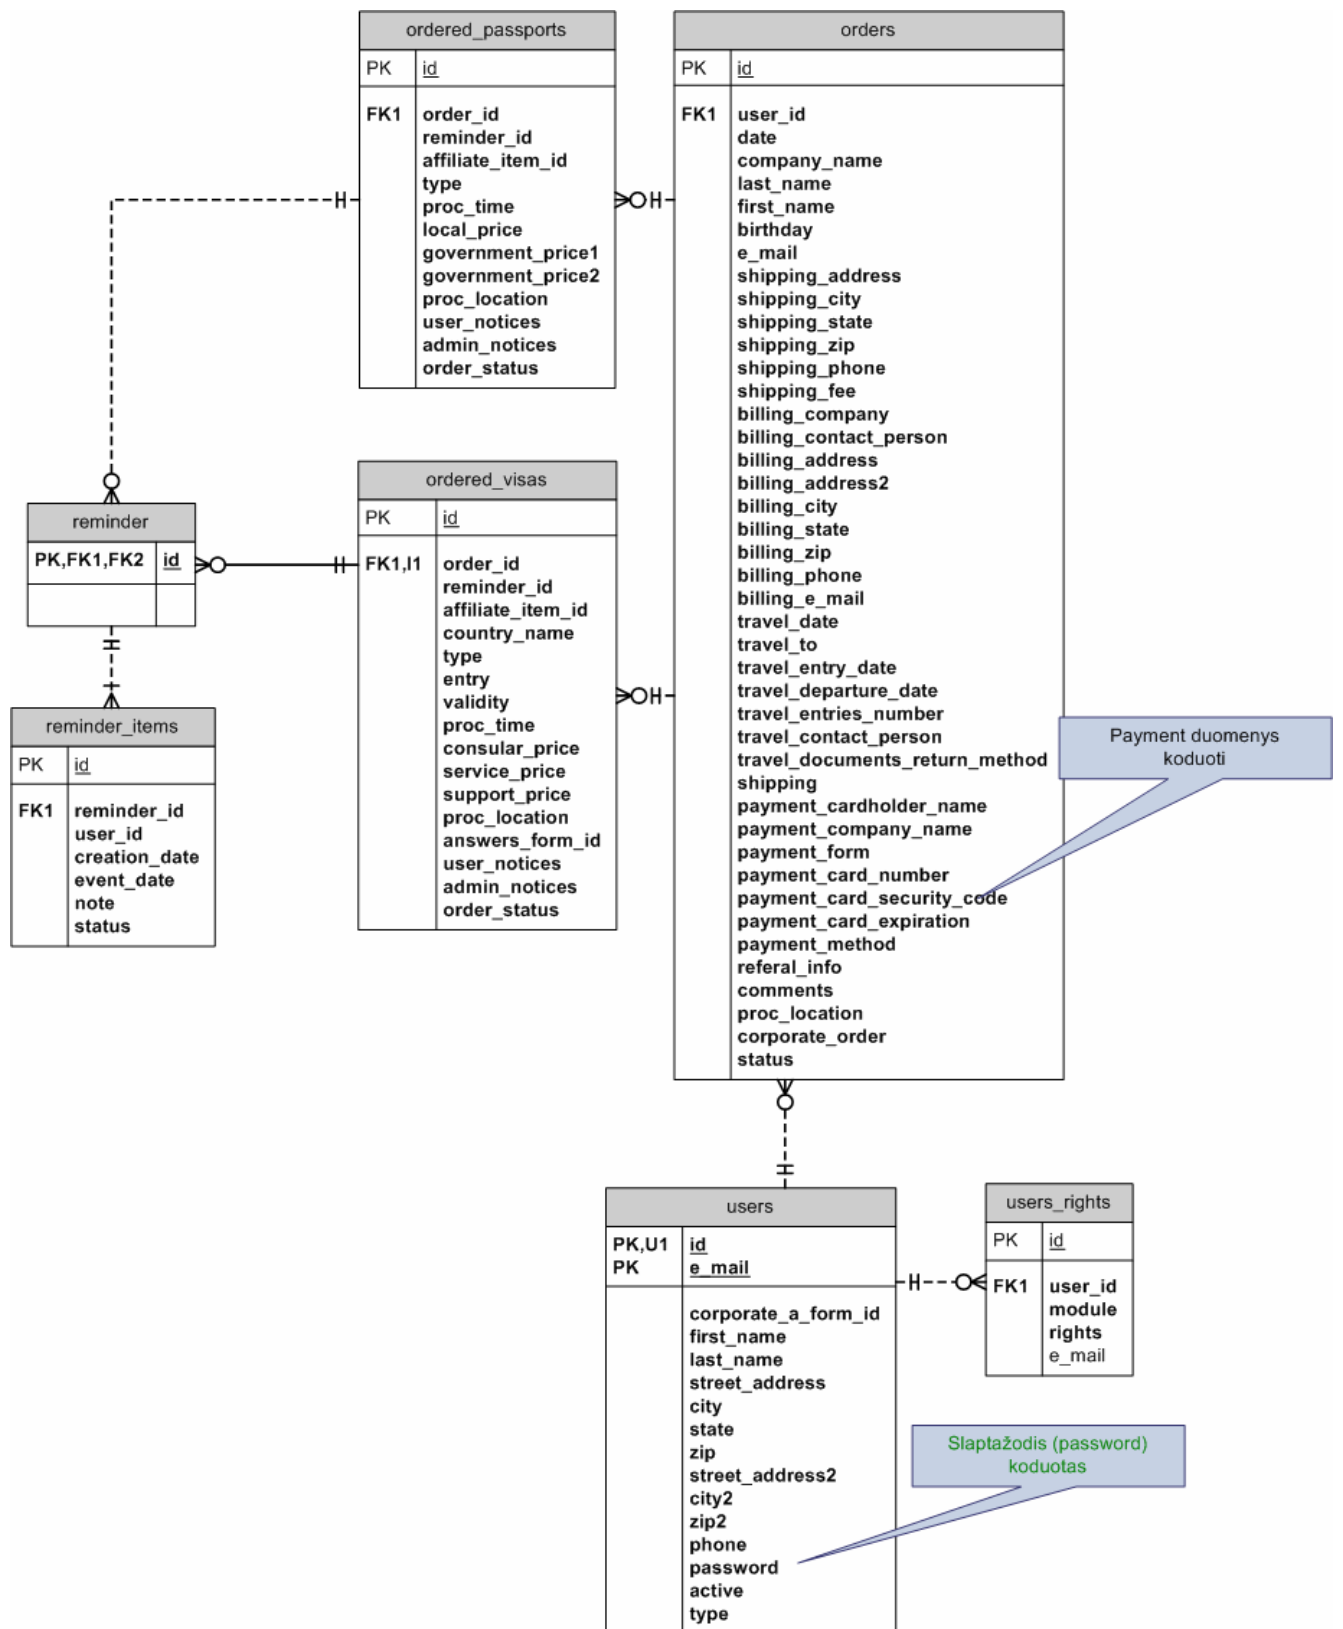 ordered_passports
PK id
FK1 order_id
reminder_id
affiliate_item_id
type
proc_time
local_price
government_price1
government_price2
proc_location
user_notices
admin_notices
order_status
orders
PK id
FK1 user_id
date
company_name
last_name
first_name
birthday
e_mail
shipping_address
shipping_city
shipping_state
shipping_zip
shipping_phone
shipping_fee
billing_company
billing_contact_person
billing_address
billing_address2
billing_city
billing_state
billing_zip
billing_phone
billing_e_mail
travel_date
travel_to
travel_entry_date
travel_departure_date
travel_entries_number
travel_contact_person
travel_documents_return_method
shipping
payment_cardholder_name
payment_company_name
payment_form
payment_card_number
payment_card_security_code
payment_card_expiration
payment_method
referal_info
comments
proc_location
corporate_order
status
Payment duomenys
koduoti
ordered_visas
PK id
FK1,I1 order_id
reminder_id
affiliate_item_id
country_name
type
entry
validity
proc_time
consular_price
service_price
support_price
proc_location
answers_form_id
user_notices
admin_notices
order_status
reminder
PK,FK1,FK2 id
reminder_items
PK id
FK1 reminder_id
user_id
creation_date
event_date
note
status
users
PK,U1 id
PK e_mail
corporate_a_form_id
first_name
last_name
street_address
city
state
zip
street_address2
city2
zip2
phone
password
active
type
users_rights
PK id
FK1 user_id
module
rights
e_mail
Slaptažodis (password)
koduotas